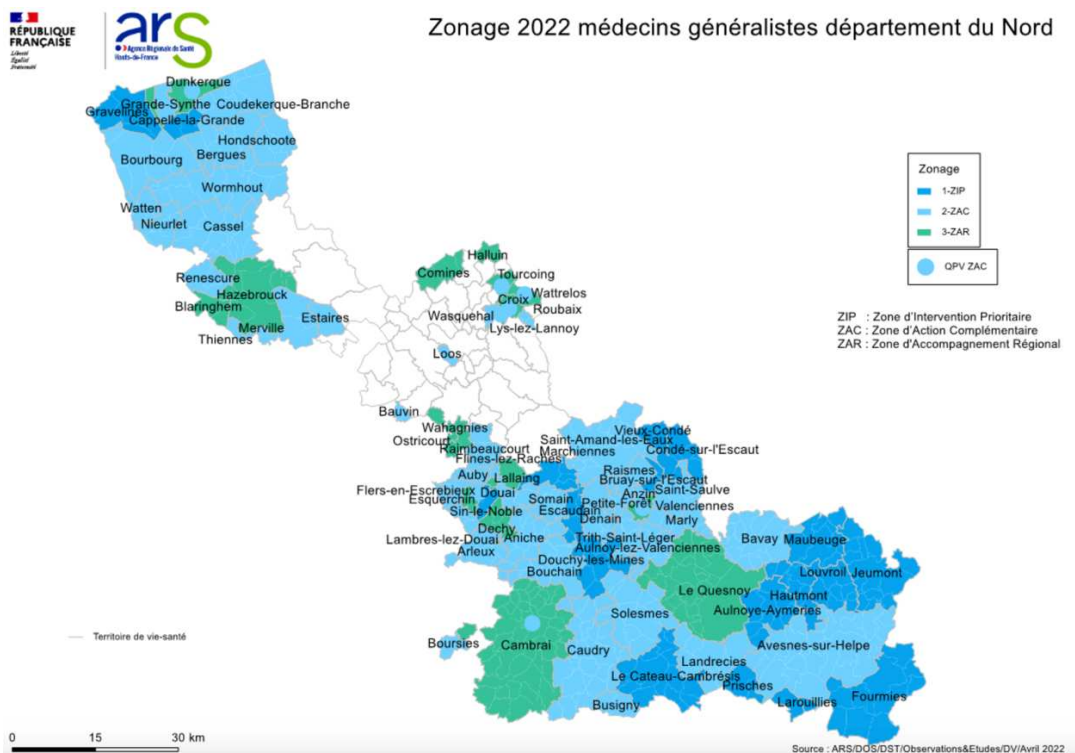 RÉPUBLIQUE
FRANÇAISE
Liberté
Égalité
Fraternité
ars
Agence Régionale de Santé
Hauts-de-France
Zonage 2022 médecins généralistes département du Nord
Dunkerque
Grande-Synthe
Coudekerque-Branche
Gravelines
Cappelle-la-Grande
Hondschoote
Bourbourg
Bergues
Wormhout
Watten
Nieurlet
Cassel
Renescure
Hazebrouck
Blaringhem
Merville
Estaires
Thiennes
Halluin
Comines
Tourcoing
Croix
Wattrelos
Wasquehal
Roubaix
Lys-lez-Lannoy
Loos
Bauvin
Wahagnies
Ostricourt
Raimbeaucourt
Flines-lez-Raches
Auby
Lallaing
Flers-en-Escrebieux
Douai
Esquerchin
Sin-le-Noble
Dechy
Lambres-lez-Douai
Aniche
Arleux
Vieux-Condé
Saint-Amand-les-Eaux
Condé-sur-l'Escaut
Marchiennes
Raismes
Bruay-sur-l'Escaut
Somain
Anzin
Saint-Saulve
Escaudain
Petite-Forêt
Valenciennes
Denain
Marly
Trith-Saint-Léger
Aulnoy-lez-Valenciennes
Douchy-les-Mines
Bouchain
Bavay
Maubeuge
Louvroil
Jeumont
Le Quesnoy
Hautmont
Aulnoye-Aymeries
Solesmes
Boursies
Cambrai
Caudry
Avesnes-sur-Helpe
Landrecies
Le Cateau-Cambrésis
Prisches
Busigny
Larouillies
Fourmies
Zonage
1-ZIP
2-ZAC
3-ZAR
QPV ZAC
ZIP : Zone d'Intervention Prioritaire
ZAC : Zone d'Action Complémentaire
ZAR : Zone d'Accompagnement Régional
Territoire de vie-santé
0 15 30 km
Source : ARS/DOS/DST/Observations&Etudes/DV/Avril 2022